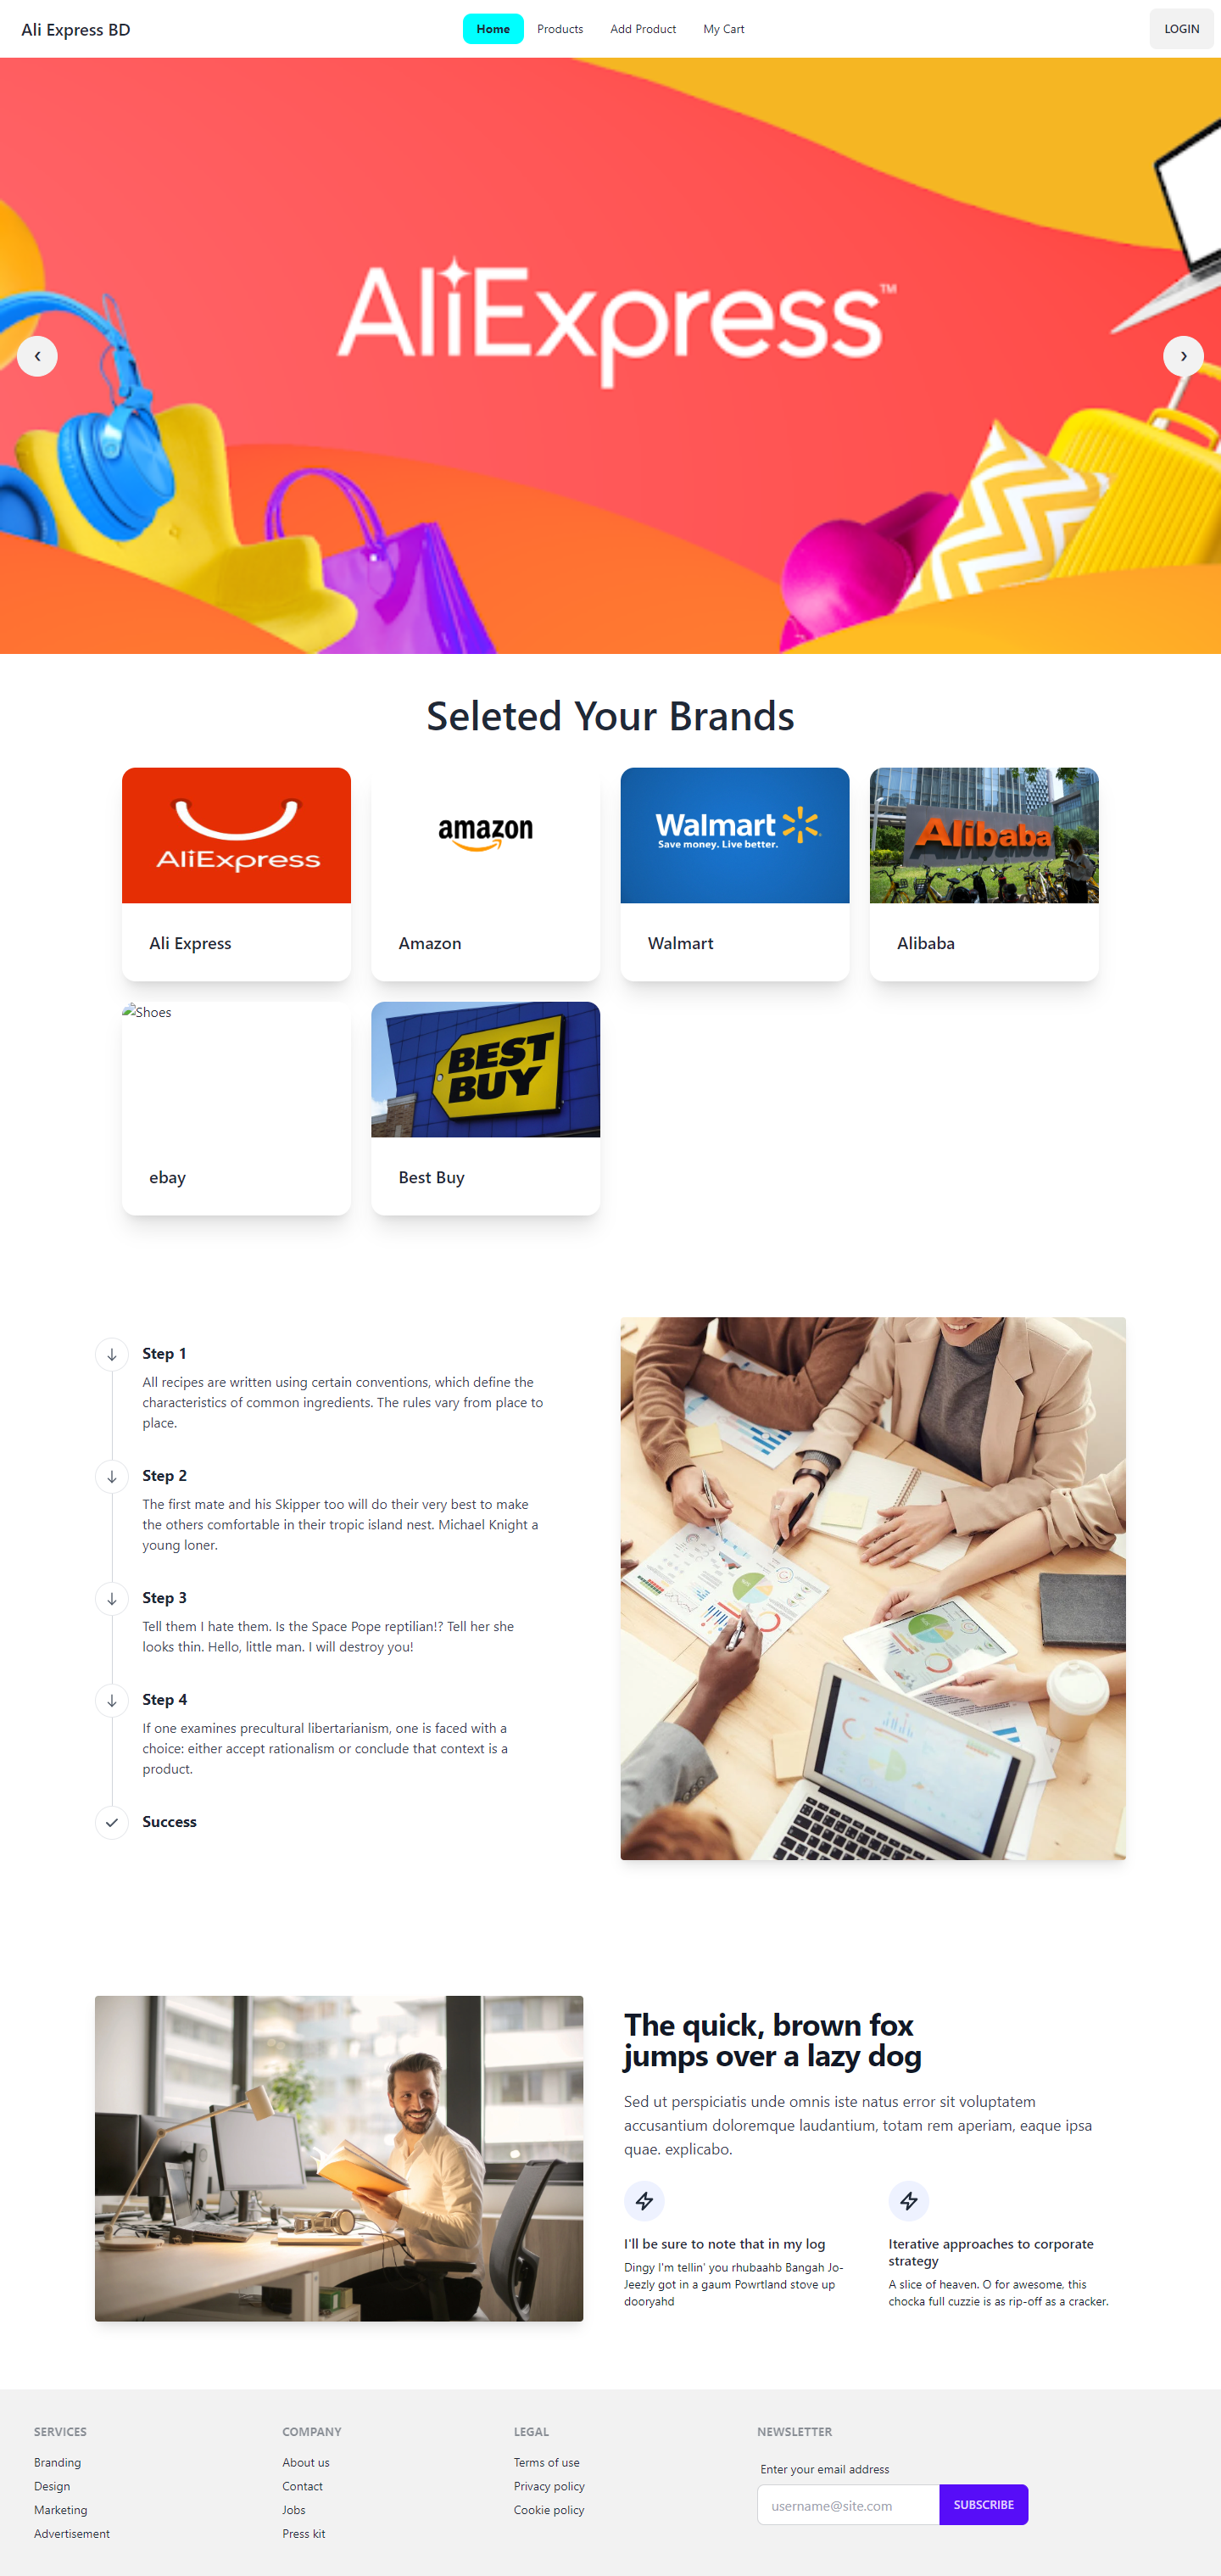 Ali Express BD
Home
Products
Add Product
My Cart
LOGIN
AliExpress™
Seleted Your Brands
AliExpress
amazon
Walmart
Save money. Live better.
Alibaba
Ali Express
Amazon
Walmart
Alibaba
Shoes
BEST
BUY
ebay
Best Buy
Step 1
All recipes are written using certain conventions, which define the
characteristics of common ingredients. The rules vary from place to
place.
Step 2
The first mate and his Skipper too will do their very best to make
the others comfortable in their tropic island nest. Michael Knight a
young loner.
Step 3
Tell them I hate them. Is the Space Pope reptilian!? Tell her she
looks thin. Hello, little man. I will destroy you!
Step 4
If one examines precultural libertarianism, one is faced with a
choice: either accept rationalism or conclude that context is a
product.
Success
The quick, brown fox
jumps over a lazy dog
Sed ut perspiciatis unde omnis iste natus error sit voluptatem
accusantium doloremque laudantium, totam rem aperiam, eaque ipsa
quae. explicabo.
I'll be sure to note that in my log
Dingy I'm tellin' you rhubaahb Bangah Jo-
Jeezly got in a gaum Powrtland stove up
dooryahd
Iterative approaches to corporate
strategy
A slice of heaven. O for awesome, this
chocka full cuzzie is as rip-off as a cracker.
SERVICES
Branding
Design
Marketing
Advertisement
COMPANY
About us
Contact
Jobs
Press kit
LEGAL
Terms of use
Privacy policy
Cookie policy
NEWSLETTER
Enter your email address
username@site.com
SUBSCRIBE